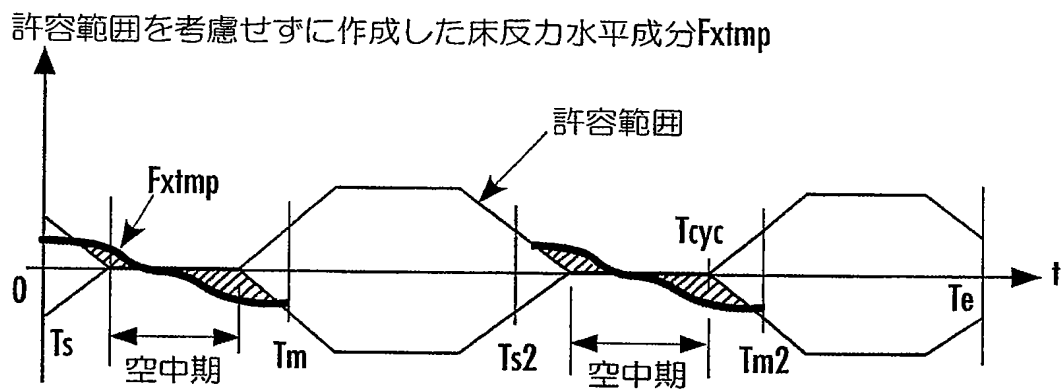 許容範囲を考慮せずに作成した床反力水平成分Fxtmp
許容範囲
Fxtmp
Tcyc
0
t
Ts
Tm
Ts2
Tm2
Te
空中期
空中期